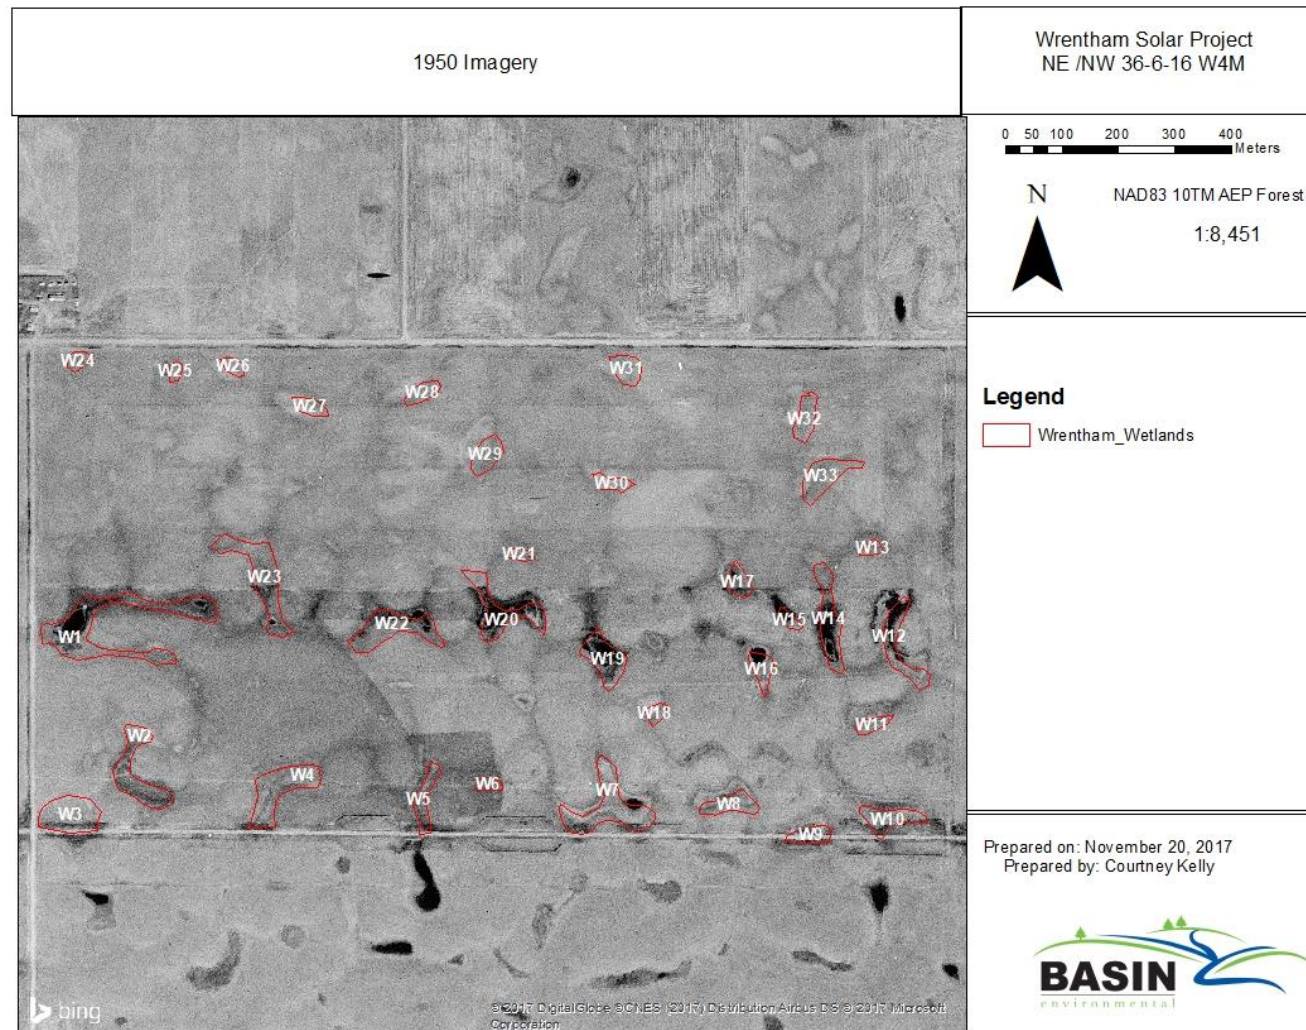 1950 Imagery
Wrentham Solar Project
NE /NW 36-6-16 W4M
0 50 100 200 300 400
Meters
N
NAD83 10TM AEP Forest
1:8,451
W24
W25
W26
W31
W28
W27
W32
W29
W33
W30
W21
W13
W23
W17
W1
W22
W20
W15
W14
W12
W19
W16
W18
W11
W2
W4
W6
W5
W7
W8
W3
W10
W9
Legend
Wrentham_Wetlands
Prepared on: November 20, 2017
Prepared by: Courtney Kelly
BASIN
environmental
bing
© 2017 DigitalGlobe ©CNES (2017) Distribution Airbus DS © 2017 Microsoft
Corporation